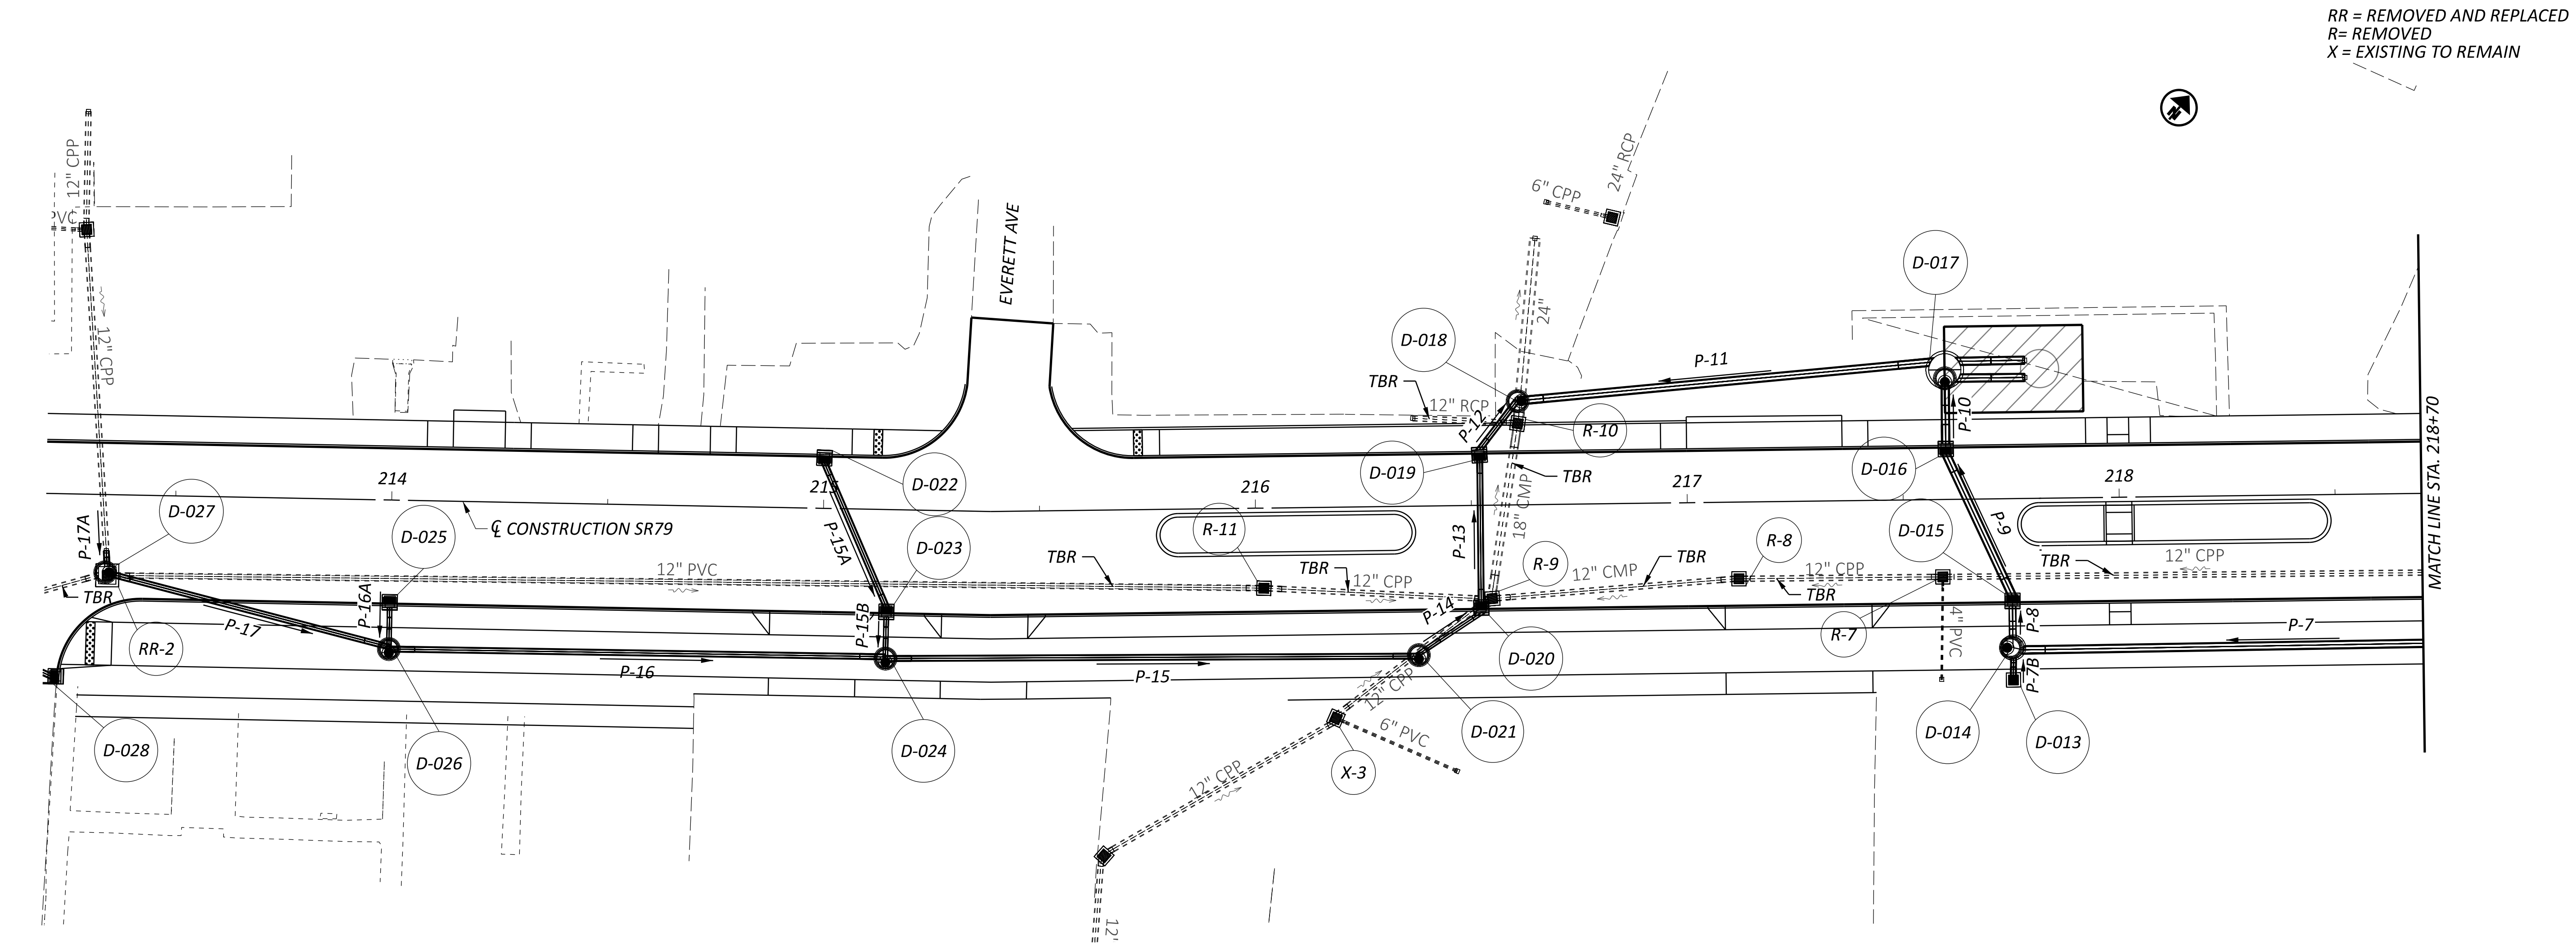 RR = REMOVED AND REPLACED
R= REMOVED
X = EXISTING TO REMAIN
12" CPP
PVC
12" CPP
EVERETT AVE
6" CPP
24" RCP
24"
D-017
D-018
P-11
TBR
12" RCP
P-12
R-10
P-10
D-019
D-016
D-022
MATCH LINE STA. 218+70
214
215
216
217
218
TBR
18" CMP
℄ CONSTRUCTION SR79
D-027
D-025
R-11
D-015
P-9
P-17A
P-15A
D-023
P-13
R-8
R-9
TBR
TBR
TBR
TBR
12" PVC
12" CPP
12" CMP
12" CPP
12" CPP
TBR
TBR
P-16A
P-17
P-15B
P-14
R-7
4" PVC
P-8
P-7
RR-2
D-020
P-16
P-15
P-7B
12" CPP
6" PVC
D-028
D-026
D-024
D-021
D-014
D-013
X-3
12" CPP
12'